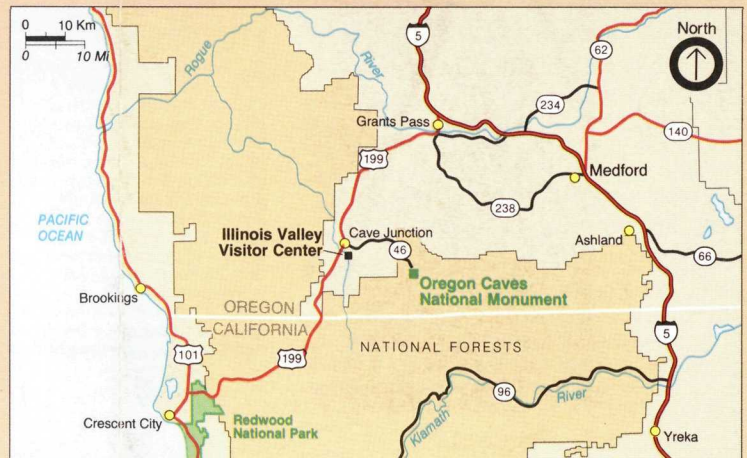 0 10 Km
0 10 Mi
North
5
62
Rogue
River
234
Grants Pass
140
199
Medford
238
PACIFIC
OCEAN
Illinois Valley
Visitor Center
Cave Junction
46
Ashland
66
Oregon Caves
National Monument
Brookings
OREGON
CALIFORNIA
5
101
199
NATIONAL FORESTS
96
River
Klamath
Crescent City
Redwood
National Park
Yreka